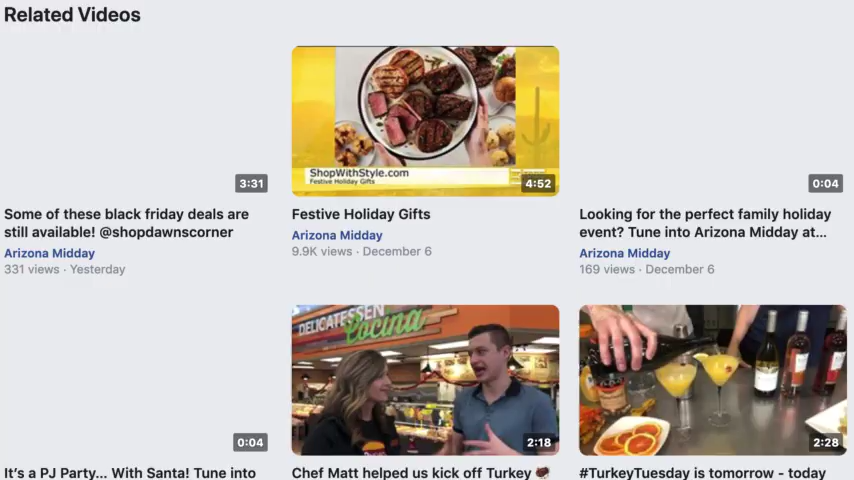 Related Videos
3:31
ShopWithStyle.com
Festive Holiday Gifts
4:52
0:04
Some of these black friday deals are
still available! @shopdawnscorner
Arizona Midday
331 views · Yesterday
Festive Holiday Gifts
Arizona Midday
9.9K views · December 6
Looking for the perfect family holiday
event? Tune into Arizona Midday at...
Arizona Midday
169 views · December 6
0:04
DELICATESSEN
Cocina
2:18
2:28
It's a PJ Party... With Santa! Tune into
Chef Matt helped us kick off Turkey 🦃
#TurkeyTuesday is tomorrow - today